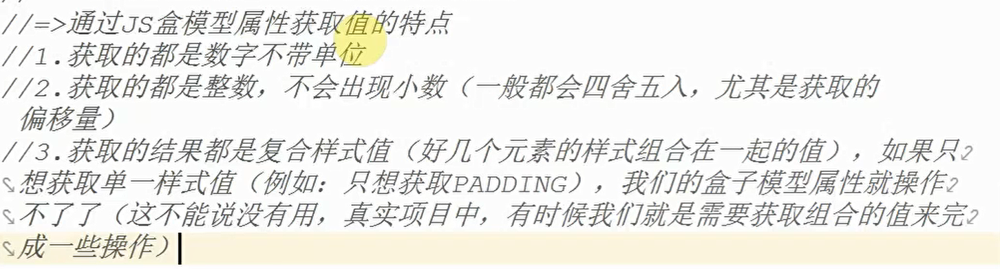 //=>通过JS盒模型属性获取值的特点
//1.获取的都是数字不带单位
//2.获取的都是整数，不会出现小数（一般都会四舍五入，尤其是获取的
偏移量）
//3.获取的结果都是复合样式值（好几个元素的样式组合在一起的值），如果只
想获取单一样式值（例如：只想获取PADDING），我们的盒子模型属性就操作
不了了（这不能说没有用，真实项目中，有时候我们就是需要获取组合的值来完
成一些操作）